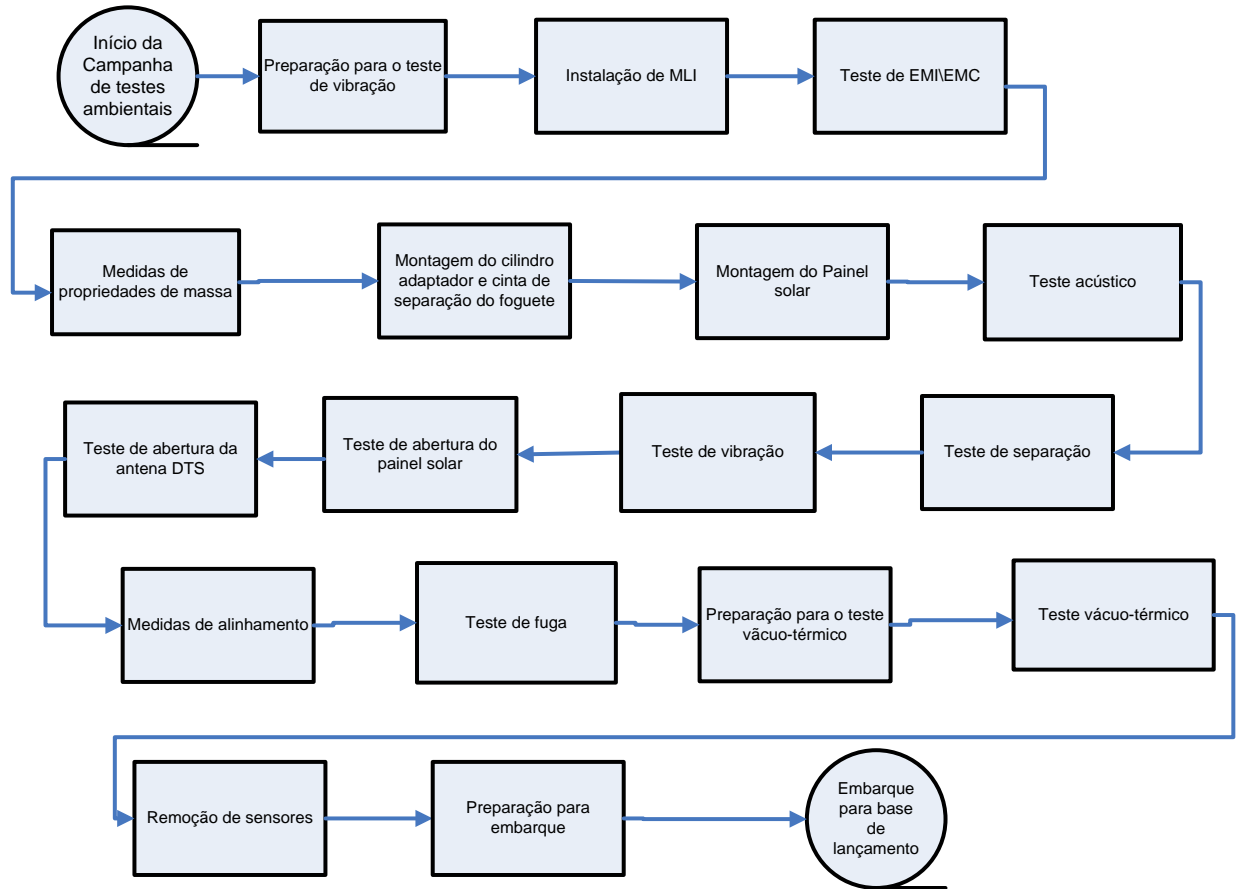 Início da
Campanha
de testes
ambientais
Preparação para o teste
de vibração
Instalação de MLI
Teste de EMI\EMC
Medidas de
propriedades de massa
Montagem do cilindro
adaptador e cinta de
separação do foguete
Montagem do Painel
solar
Teste acústico
Teste de abertura da
antena DTS
Teste de abertura do
painel solar
Teste de vibração
Teste de separação
Medidas de alinhamento
Teste de fuga
Preparação para o teste
vãcuo-térmico
Teste vácuo-térmico
Remoção de sensores
Preparação para
embarque
Embarque
para base
de
lançamento